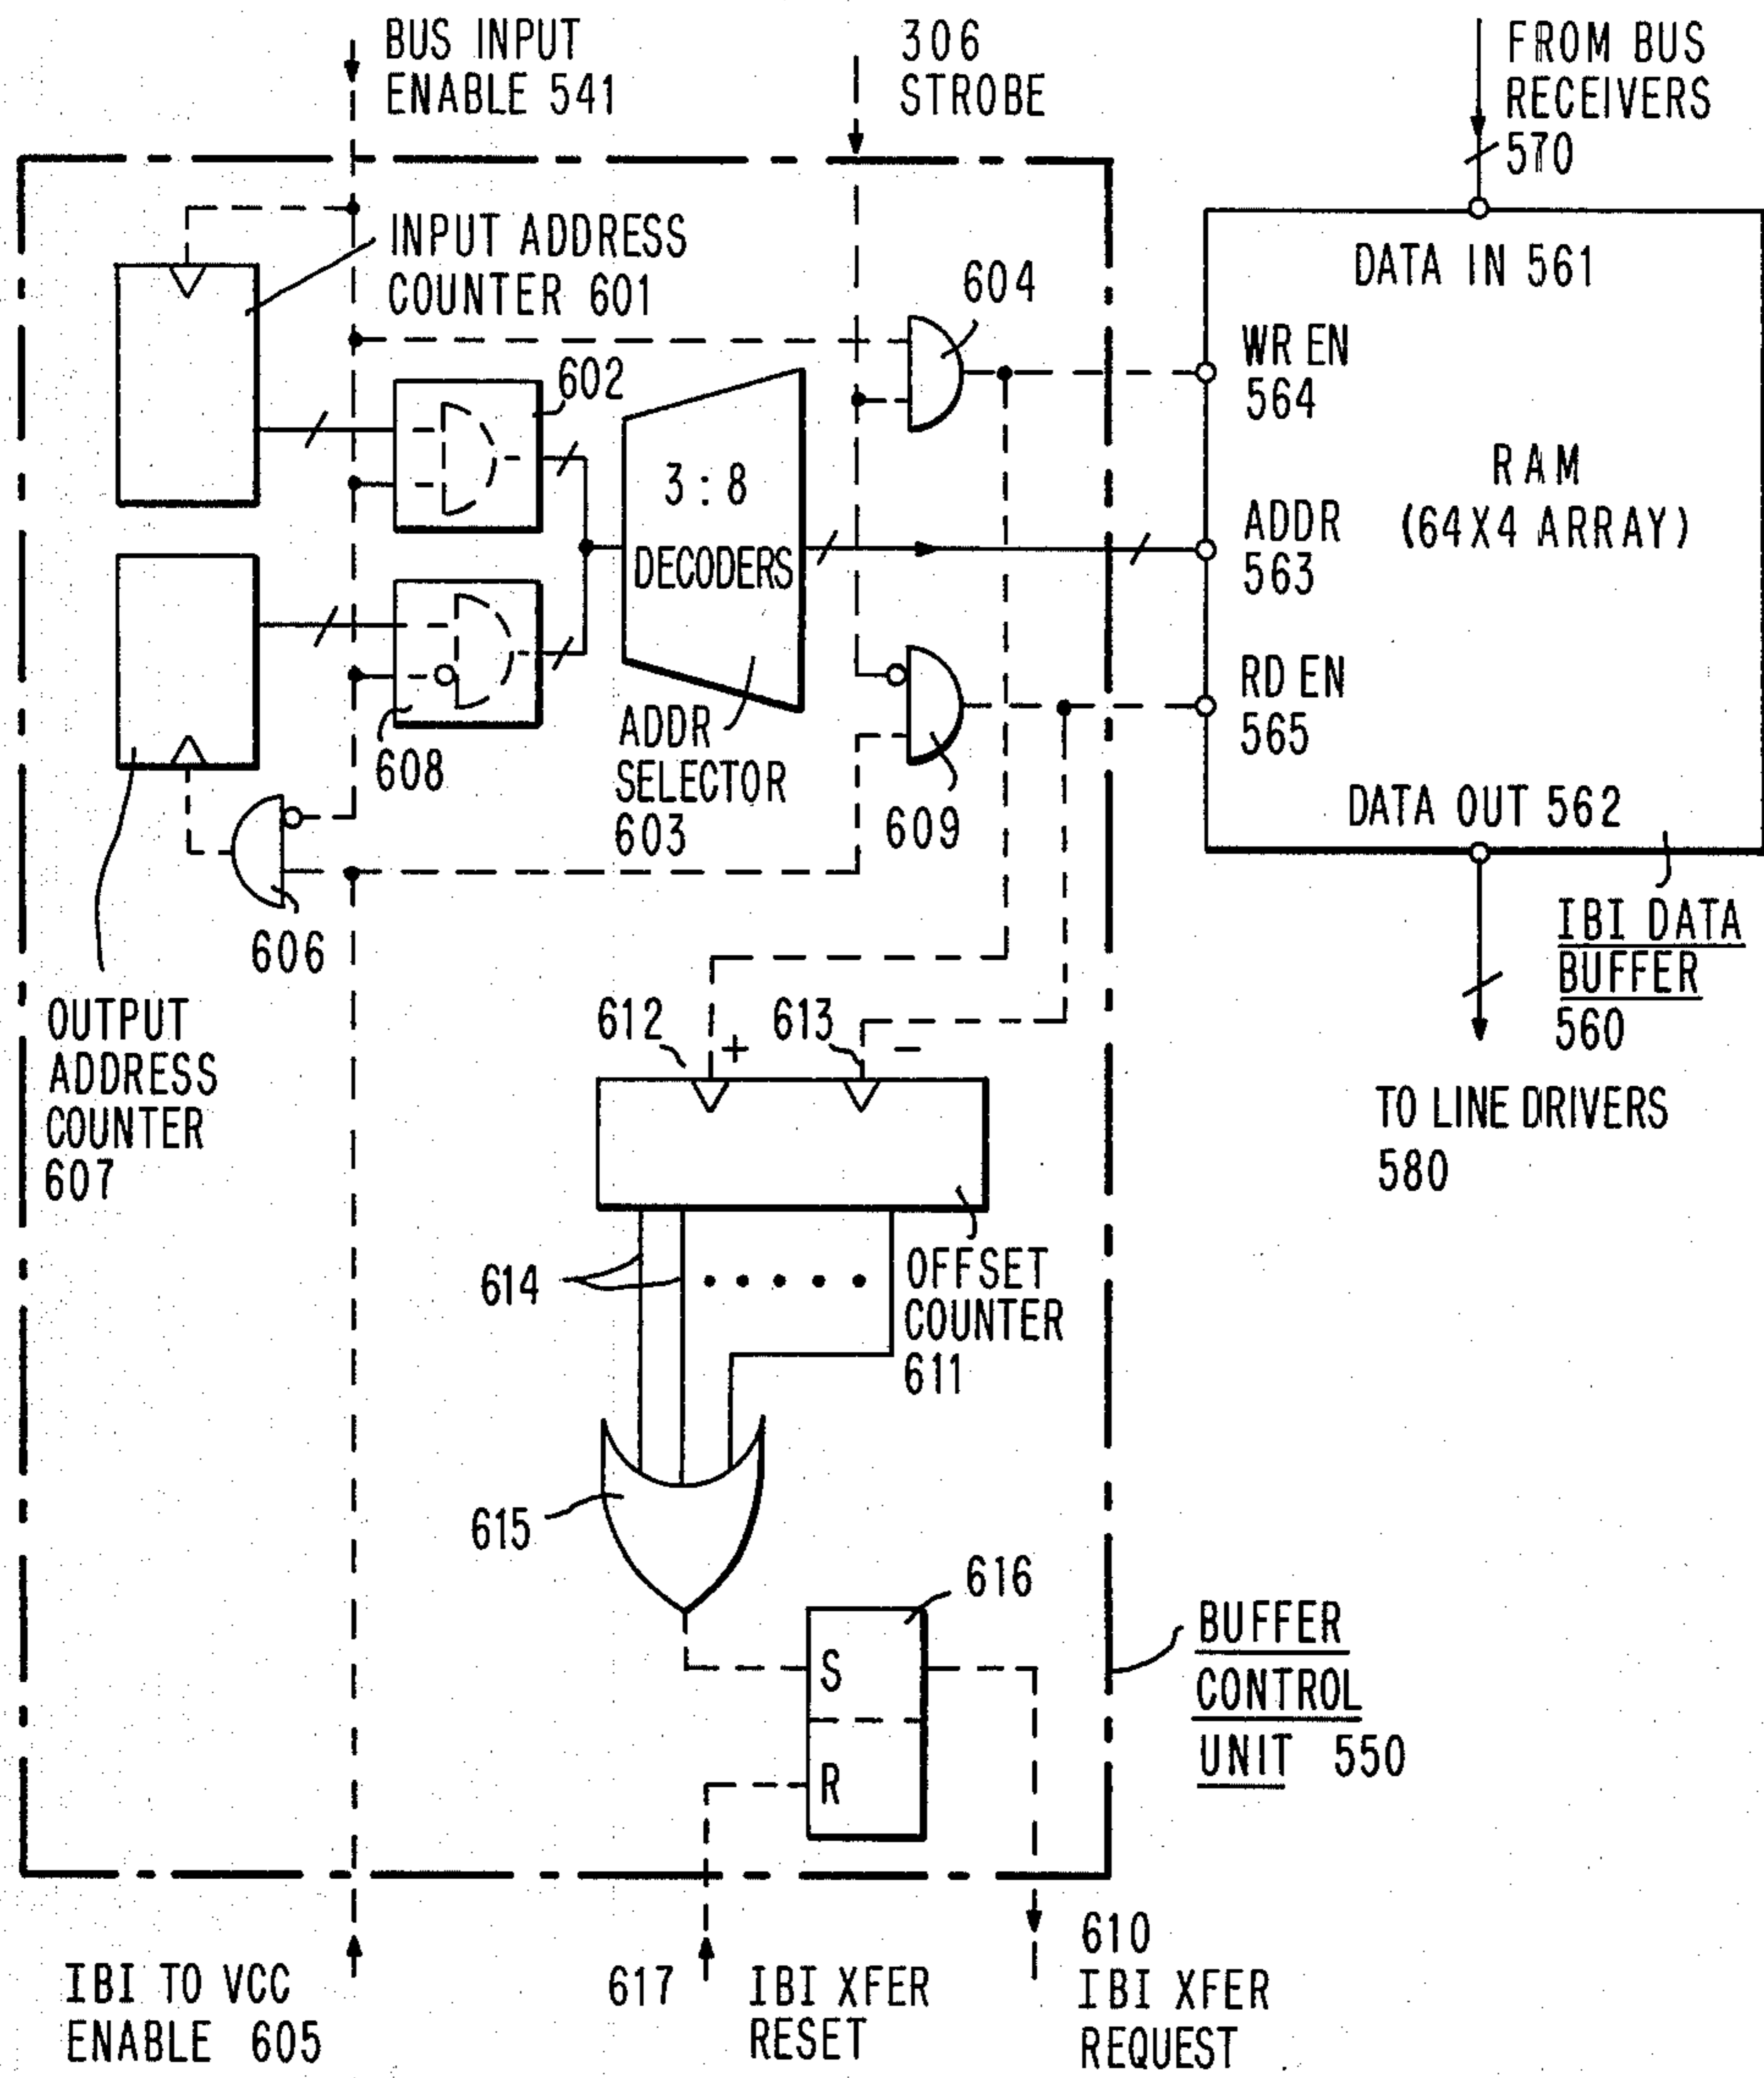 BUS INPUT
ENABLE 541
306
STROBE
FROM BUS
RECEIVERS
570
INPUT ADDRESS
COUNTER 601
604
DATA IN 561
WR EN
564
602
3 : 8
DECODERS
RAM
(64X4 ARRAY)
ADDR
563
RD EN
565
608
ADDR
SELECTOR
603
609
DATA OUT 562
606
IBI DATA
BUFFER
560
OUTPUT
ADDRESS
COUNTER
607
612
+
613
−
TO LINE DRIVERS
580
614
OFFSET
COUNTER
611
615
616
S
R
BUFFER
CONTROL
UNIT 550
IBI TO VCC
ENABLE 605
617
IBI XFER
RESET
610
IBI XFER
REQUEST